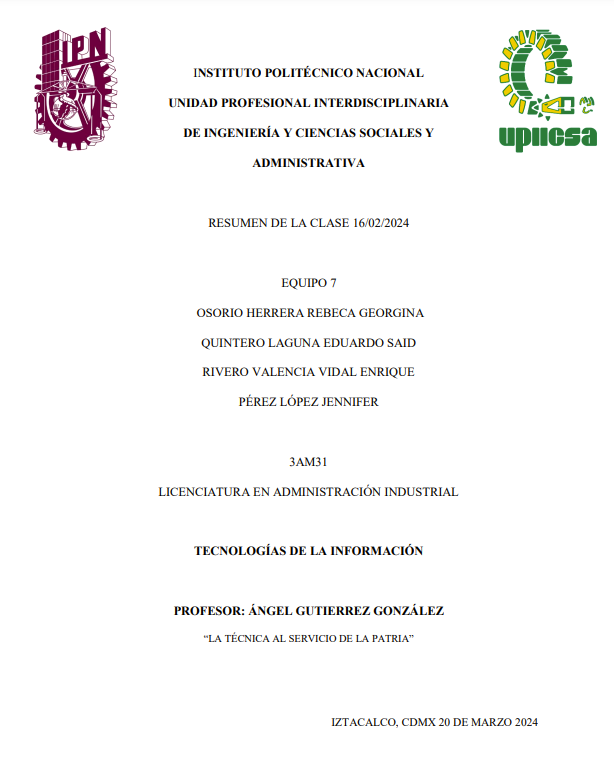 IPN
upiicsa
INSTITUTO POLITÉCNICO NACIONAL
UNIDAD PROFESIONAL INTERDISCIPLINARIA
DE INGENIERÍA Y CIENCIAS SOCIALES Y
ADMINISTRATIVA
RESUMEN DE LA CLASE 16/02/2024
EQUIPO 7
OSORIO HERRERA REBECA GEORGINA
QUINTERO LAGUNA EDUARDO SAID
RIVERO VALENCIA VIDAL ENRIQUE
PÉREZ LÓPEZ JENNIFER
3AM31
LICENCIATURA EN ADMINISTRACIÓN INDUSTRIAL
TECNOLOGÍAS DE LA INFORMACIÓN
PROFESOR: ÁNGEL GUTIERREZ GONZÁLEZ
“LA TÉCNICA AL SERVICIO DE LA PATRIA”
IZTACALCO, CDMX 20 DE MARZO 2024